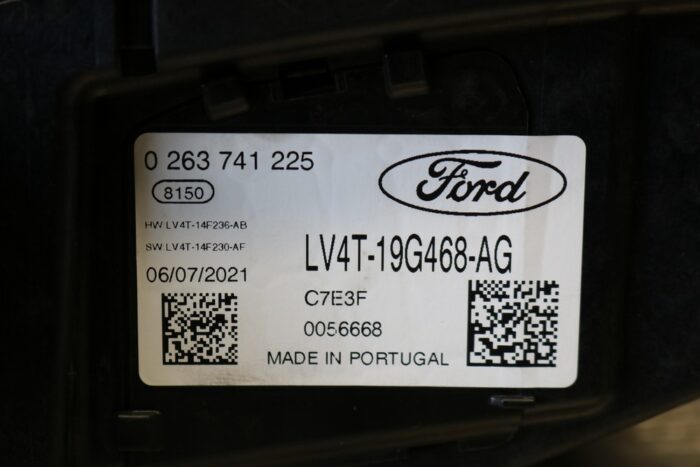 0 263 741 225
8150
HW LV4T-14F236-AB
SW LV4T-14F230-AF
06/07/2021
Ford
LV4T-19G468-AG
C7E3F
0056668
MADE IN PORTUGAL